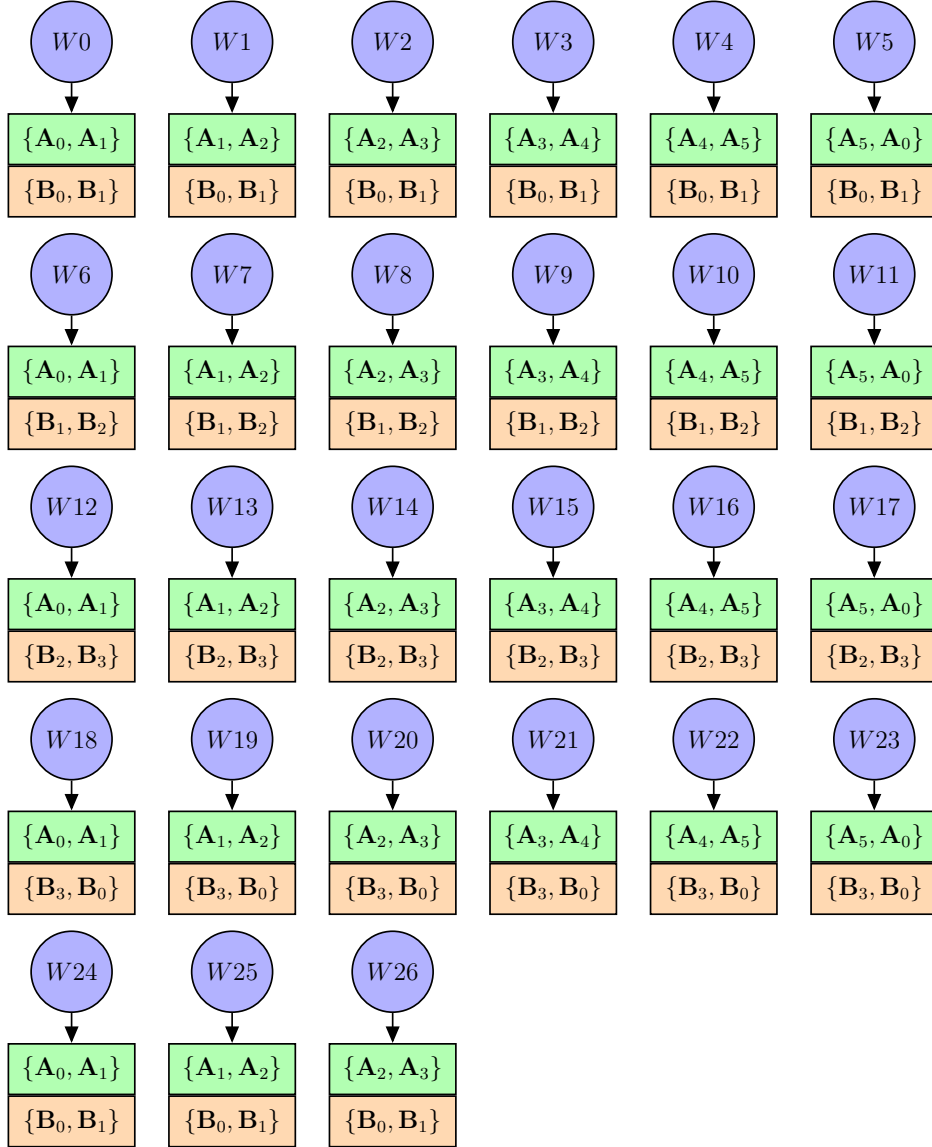 W0 W1 W2 W3 W4 W5
{A₀, A₁} {A₁, A₂} {A₂, A₃} {A₃, A₄} {A₄, A₅} {A₅, A₀}
{B₀, B₁} {B₀, B₁} {B₀, B₁} {B₀, B₁} {B₀, B₁} {B₀, B₁}
W6 W7 W8 W9 W10 W11
{A₀, A₁} {A₁, A₂} {A₂, A₃} {A₃, A₄} {A₄, A₅} {A₅, A₀}
{B₁, B₂} {B₁, B₂} {B₁, B₂} {B₁, B₂} {B₁, B₂} {B₁, B₂}
W12 W13 W14 W15 W16 W17
{A₀, A₁} {A₁, A₂} {A₂, A₃} {A₃, A₄} {A₄, A₅} {A₅, A₀}
{B₂, B₃} {B₂, B₃} {B₂, B₃} {B₂, B₃} {B₂, B₃} {B₂, B₃}
W18 W19 W20 W21 W22 W23
{A₀, A₁} {A₁, A₂} {A₂, A₃} {A₃, A₄} {A₄, A₅} {A₅, A₀}
{B₃, B₀} {B₃, B₀} {B₃, B₀} {B₃, B₀} {B₃, B₀} {B₃, B₀}
W24 W25 W26
{A₀, A₁} {A₁, A₂} {A₂, A₃}
{B₀, B₁} {B₀, B₁} {B₀, B₁}